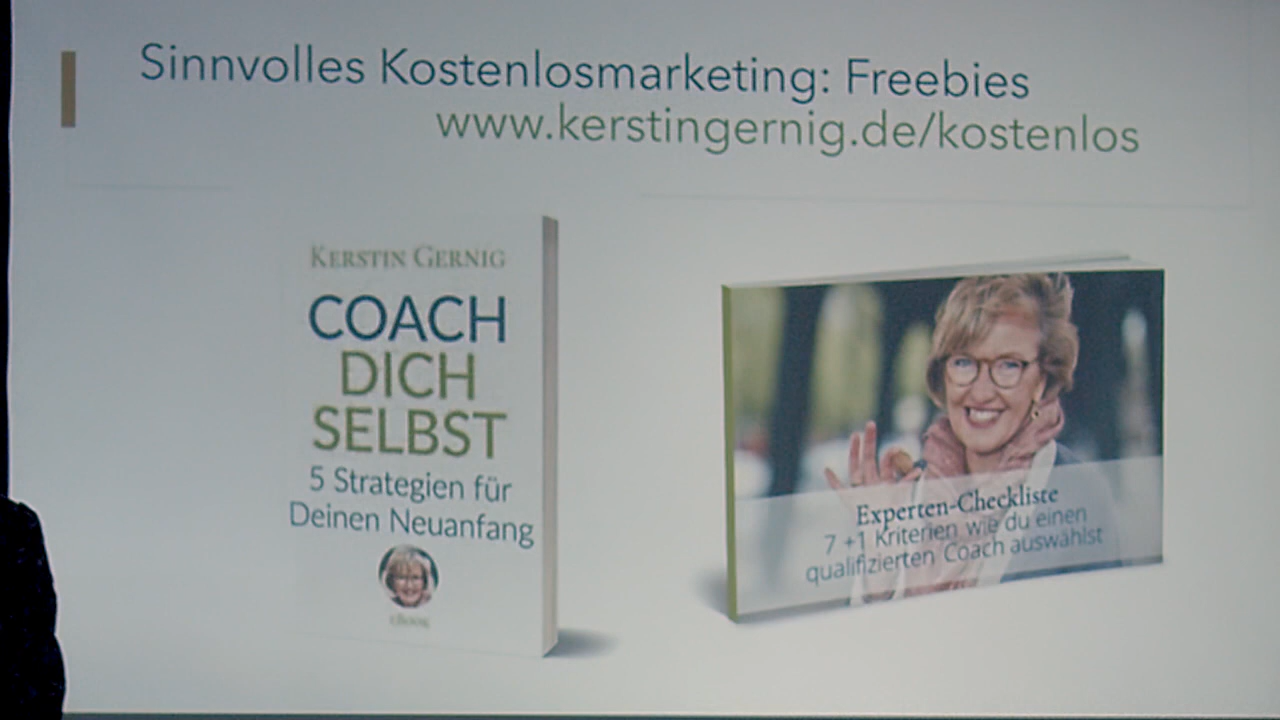 Sinnvolles Kostenlosmarketing: Freebies
www.kerstingernig.de/kostenlos
KERSTIN GERNIG
COACH
DICH
SELBST
5 Strategien für
Deinen Neuanfang
eBook
Experten-Checkliste
7 +1 Kriterien wie du einen
qualifizierten Coach auswählst